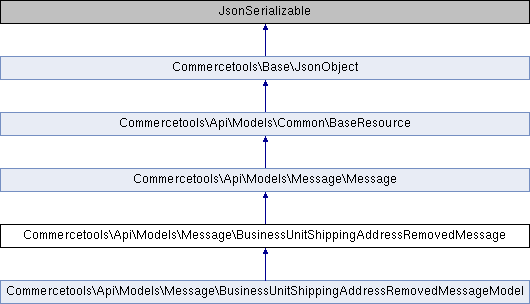 JsonSerializable
Commercetools\Base\JsonObject
Commercetools\Api\Models\Common\BaseResource
Commercetools\Api\Models\Message\Message
Commercetools\Api\Models\Message\BusinessUnitShippingAddressRemovedMessage
Commercetools\Api\Models\Message\BusinessUnitShippingAddressRemovedMessageModel